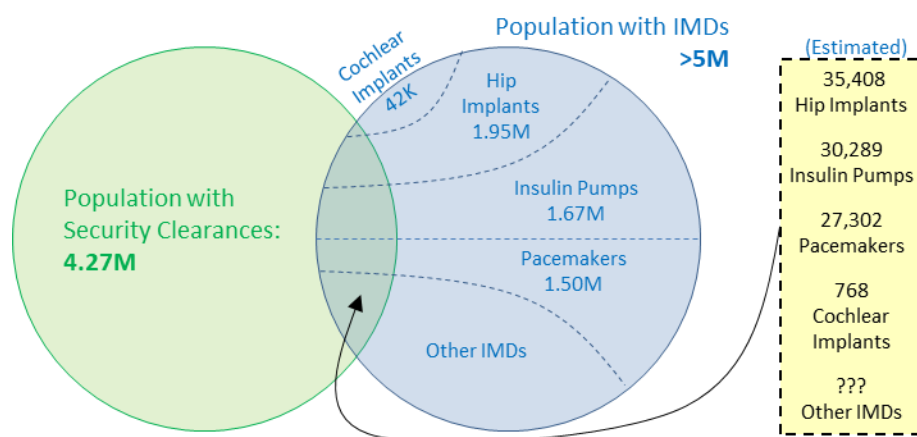 Population with IMDs
>5M
Cochlear
Implants
42K
Hip
Implants
1.95M
Population with
Security Clearances:
4.27M
Insulin Pumps
1.67M
Pacemakers
1.50M
Other IMDs
(Estimated)
35,408
Hip Implants
30,289
Insulin Pumps
27,302
Pacemakers
768
Cochlear
Implants
???
Other IMDs